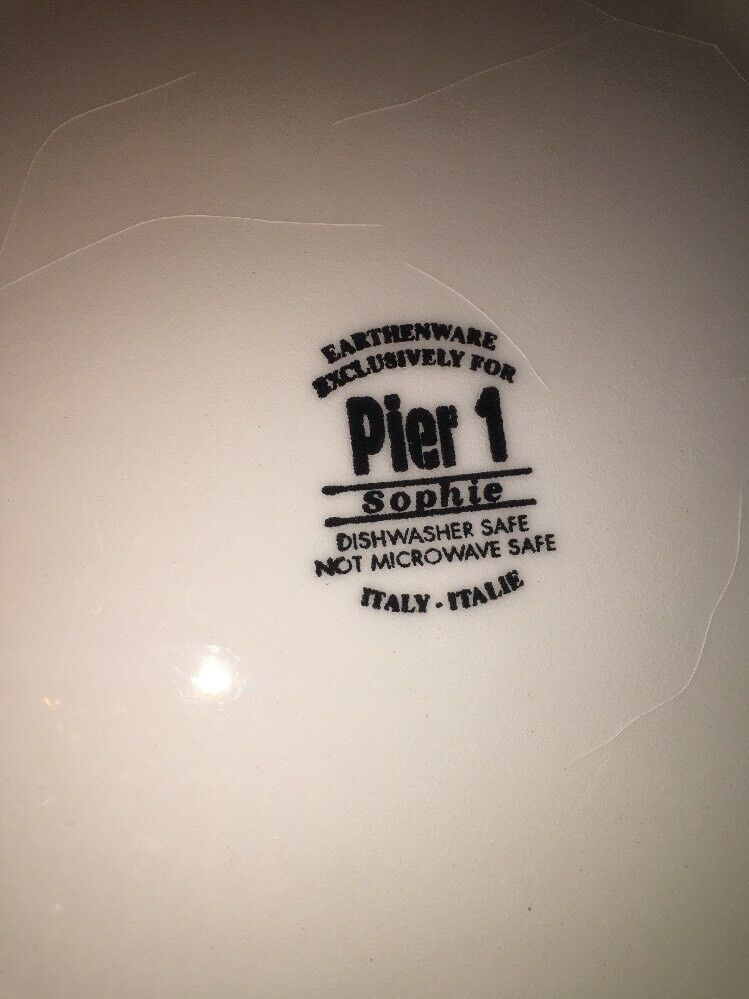 EARTHENWARE
EXCLUSIVELY FOR
Pier 1
Sophie
DISHWASHER SAFE
NOT MICROWAVE SAFE
ITALY · ITALIE